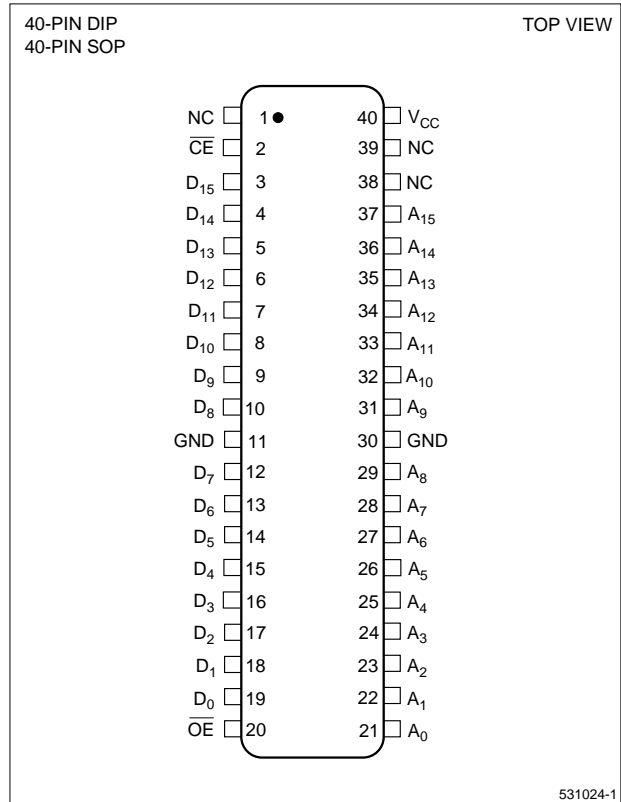 40-PIN DIP TOP VIEW
40-PIN SOP
NC 1 40 VCC
CE 2 39 NC
D15 3 38 NC
D14 4 37 A15
D13 5 36 A14
D12 6 35 A13
D11 7 34 A12
D10 8 33 A11
D9 9 32 A10
D8 10 31 A9
GND 11 30 GND
D7 12 29 A8
D6 13 28 A7
D5 14 27 A6
D4 15 26 A5
D3 16 25 A4
D2 17 24 A3
D1 18 23 A2
D0 19 22 A1
OE 20 21 A0
531024-1